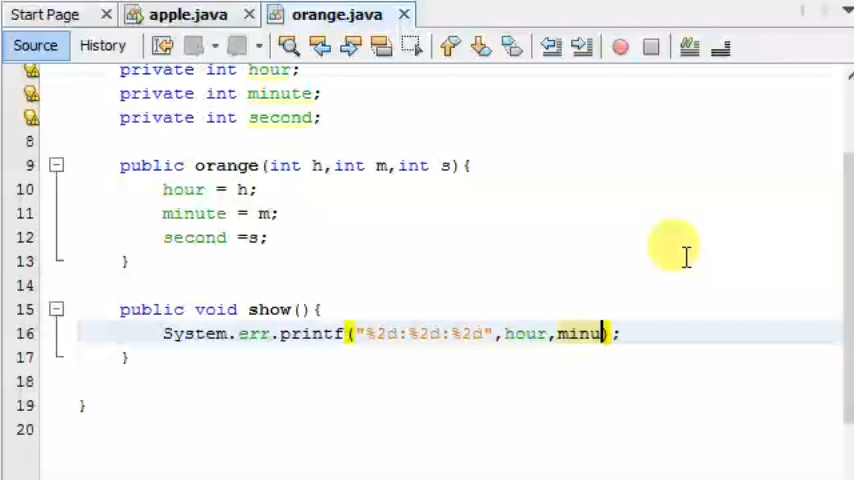 Start Page apple.java orange.java
Source History
private int hour;
private int minute;
private int second;
8
9 public orange(int h,int m,int s){
10 hour = h;
11 minute = m;
12 second =s;
13 }
14
15 public void show(){
16 System.err.printf("%2d:%2d:%2d",hour,minu);
17 }
18
19 }
20